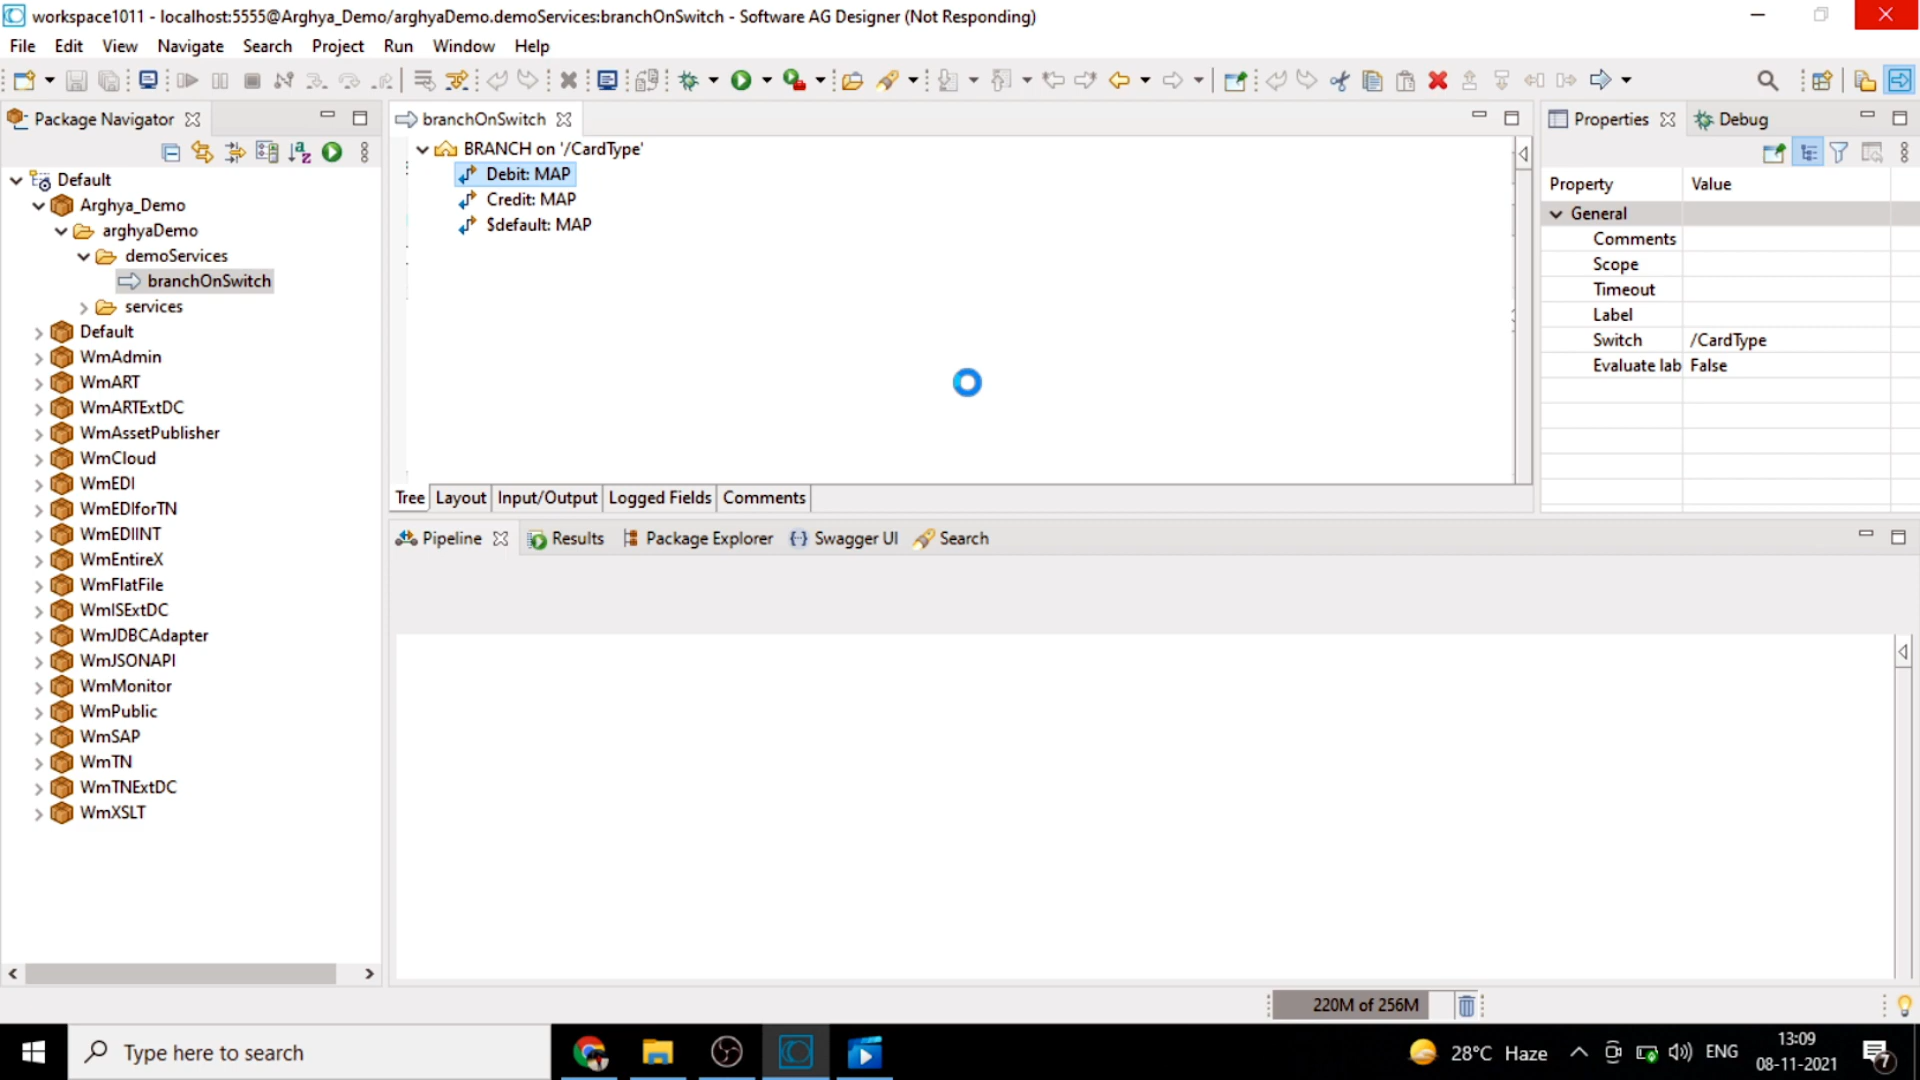 workspace1011 - localhost:5555@Arghya_Demo/arghyaDemo.demoServices:branchOnSwitch - Software AG Designer (Not Responding)
File Edit View Navigate Search Project Run Window Help
Package Navigator
Default
Arghya_Demo
arghyaDemo
demoServices
branchOnSwitch
services
Default
WmAdmin
WmART
WmARTExtDC
WmAssetPublisher
WmCloud
WmEDI
WmEDIforTN
WmEDIINT
WmEntireX
WmFlatFile
WmISExtDC
WmJDBCAdapter
WmJSONAPI
WmMonitor
WmPublic
WmSAP
WmTN
WmTNExtDC
WmXSLT
branchOnSwitch
BRANCH on '/CardType'
Debit: MAP
Credit: MAP
$default: MAP
Tree Layout Input/Output Logged Fields Comments
Pipeline Results Package Explorer Swagger UI Search
Properties Debug
Property Value
General
Comments
Scope
Timeout
Label
Switch /CardType
Evaluate lab False
220M of 256M
Type here to search
28°C Haze
ENG
13:09
08-11-2021
7